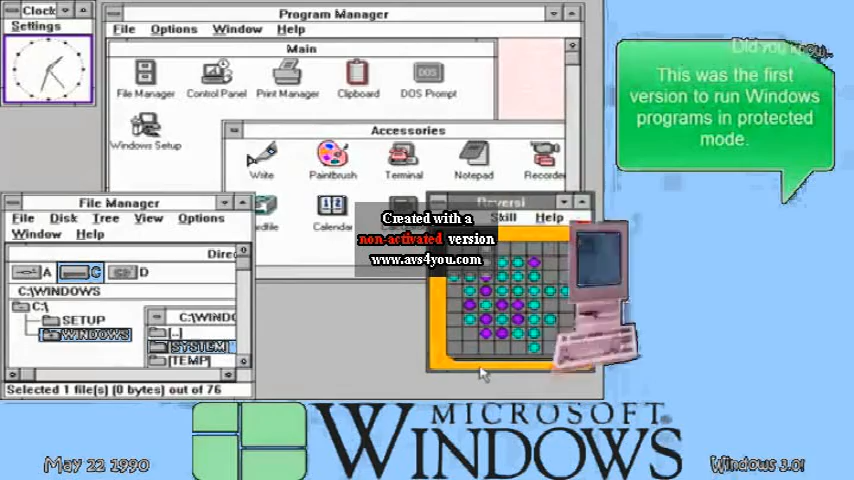 Clock
Settings
Program Manager
File Options Window Help
Main
File Manager Control Panel Print Manager Clipboard DOS Prompt
DOS
Windows Setup
Accessories
Write Paintbrush Terminal Notepad Recorder
Calendar
Did you know..
This was the first
version to run Windows
programs in protected
mode.
File Manager
File Disk Tree View Options
Window Help
A C D
C:\WINDOWS
C:\
SETUP
WINDOWS
[..]
[SYSTEM]
[TEMP]
Selected 1 file(s) (0 bytes) out of 76
Reversi
Skill Help
Created with a
non-activated version
www.avs4you.com
MICROSOFT
WINDOWS
May 22 1990
Windows 3.0!